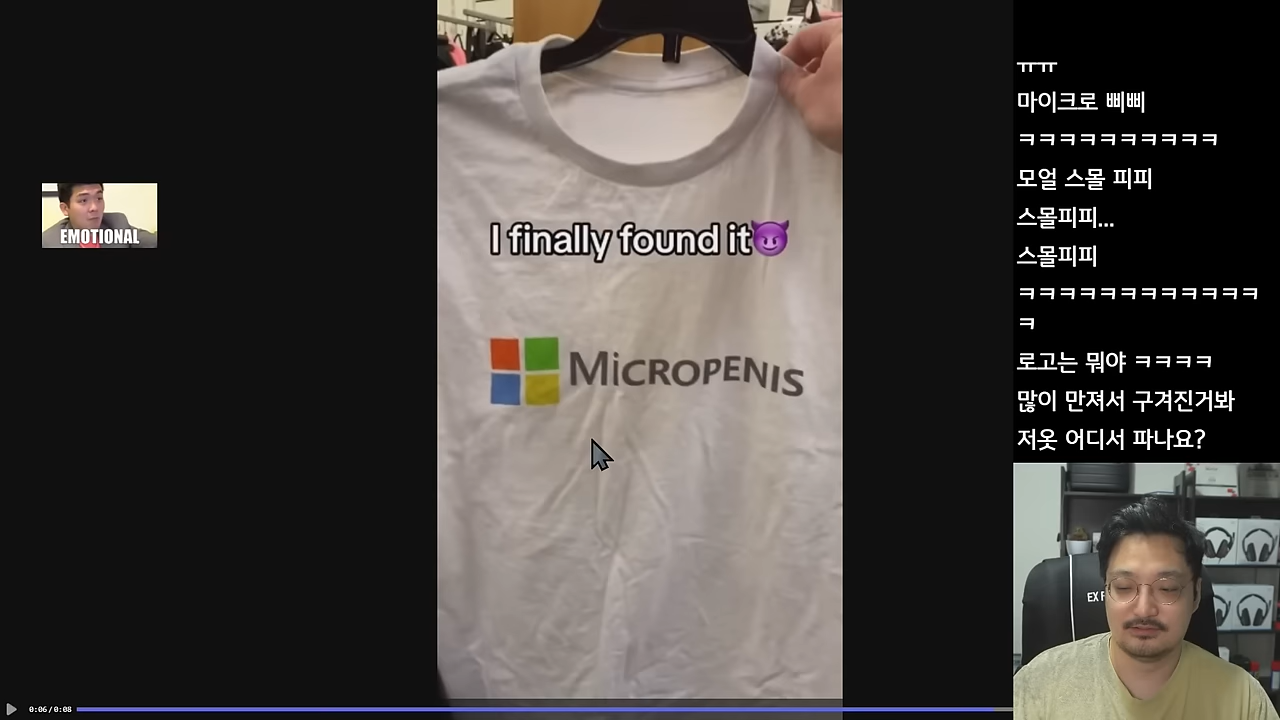 I finally found it😈
MICROPENIS
EMOTIONAL
0:06/0:08
ㅠㅠ
마이크로 삐삐
ㅋㅋㅋㅋㅋㅋㅋㅋㅋㅋ
모얼 스몰 피피
스몰피피...
스몰피피
ㅋㅋㅋㅋㅋㅋㅋㅋㅋㅋㅋㅋ
ㅋ
로고는 뭐야 ㅋㅋㅋㅋ
많이 만져서 구겨진거봐
저옷 어디서 파나요?